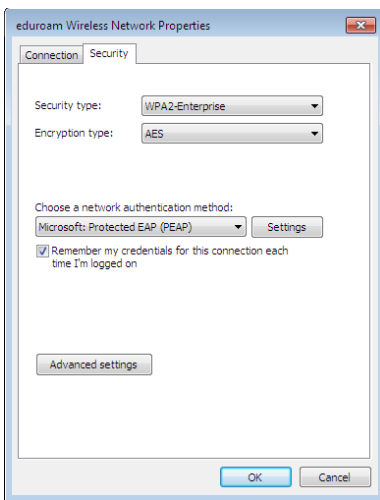 eduroam Wireless Network Properties
Connection Security
Security type: WPA2-Enterprise
Encryption type: AES
Choose a network authentication method:
Microsoft: Protected EAP (PEAP) Settings
Remember my credentials for this connection each
time I'm logged on
Advanced settings
OK Cancel